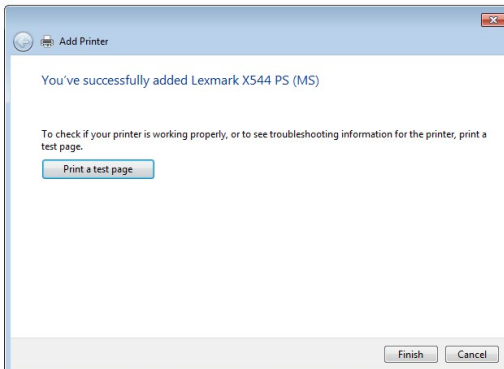 Add Printer
You've successfully added Lexmark X544 PS (MS)
To check if your printer is working properly, or to see troubleshooting information for the printer, print a
test page.
Print a test page
Finish
Cancel